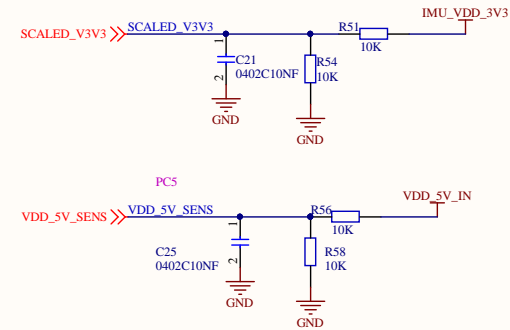 IMU_VDD_3V3
SCALED_V3V3 SCALED_V3V3 R51
1 10K
C21 R54
0402C10NF 10K
2
GND
GND
PC5
VDD_5V_IN
VDD_5V_SENS VDD_5V_SENS R56
1 10K
C25 R58
0402C10NF 10K
2
GND
GND